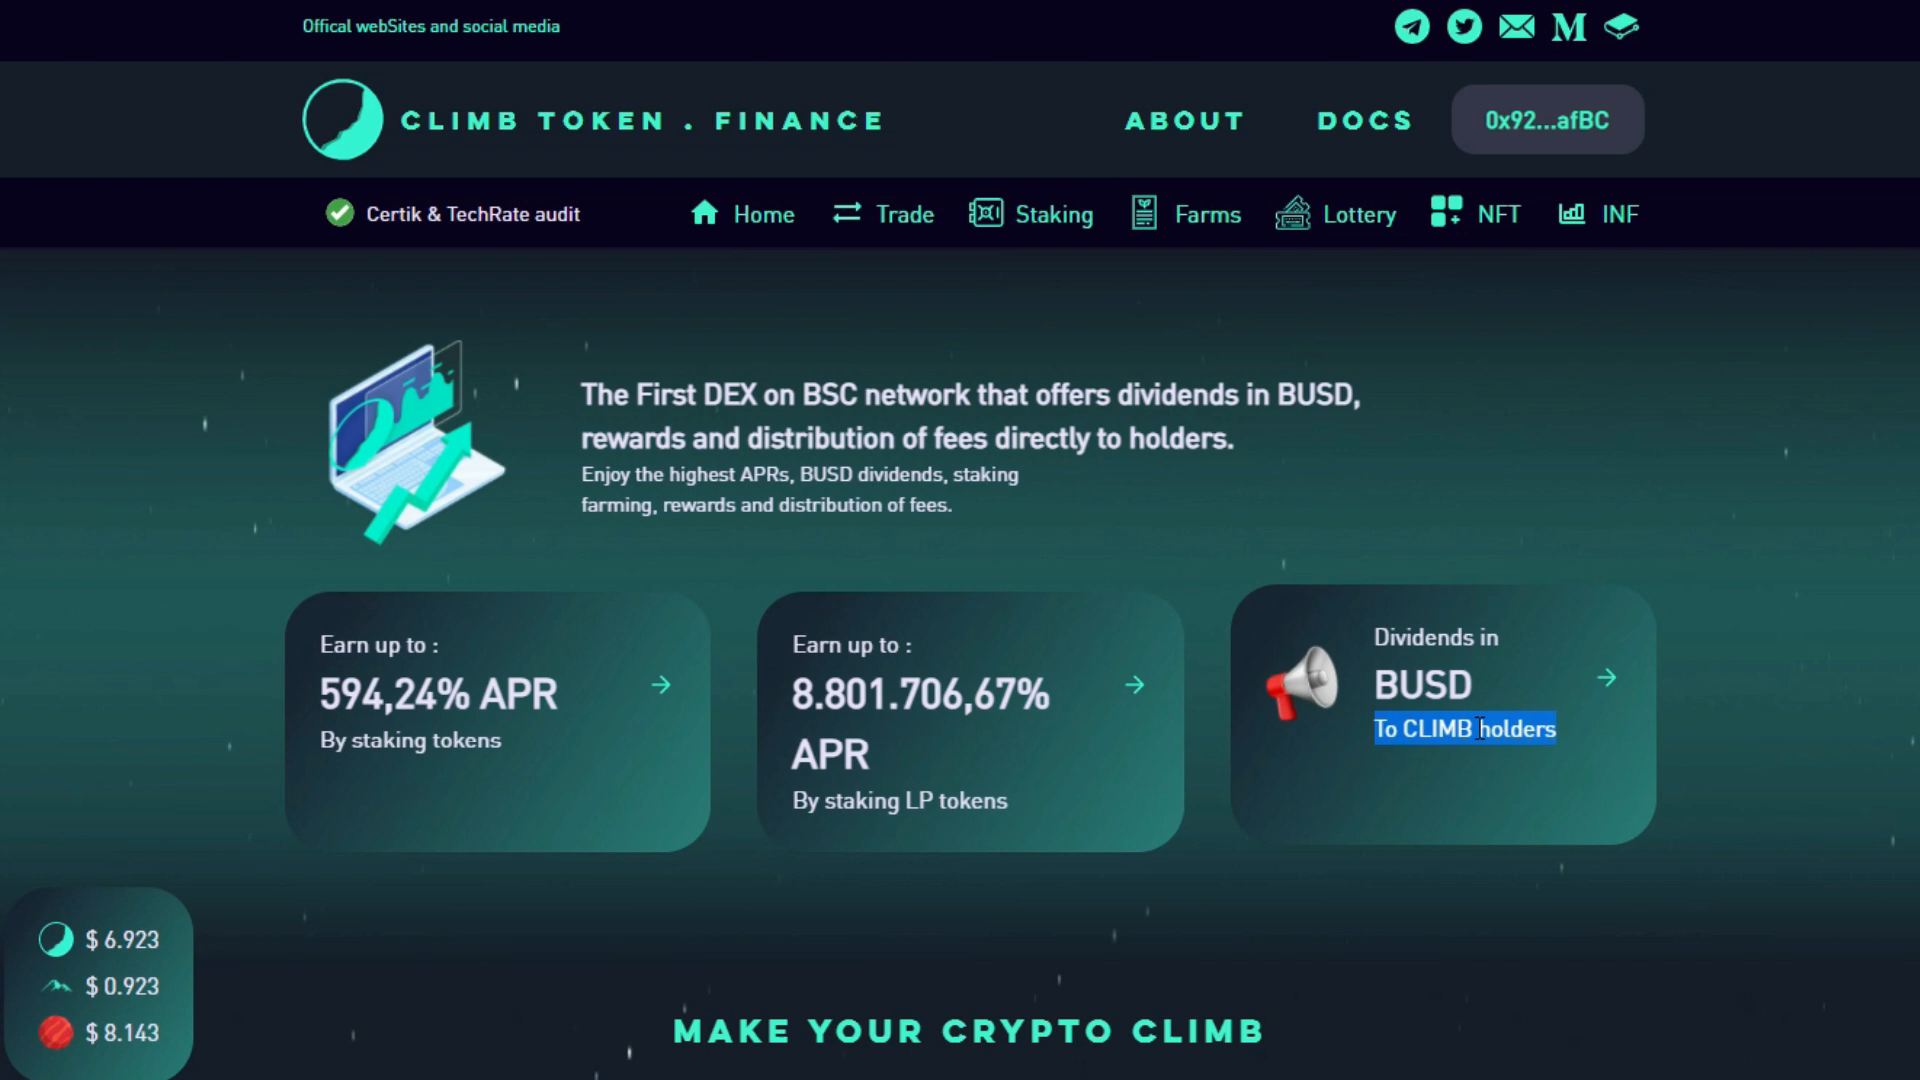 Offical webSites and social media
CLIMB TOKEN . FINANCE
ABOUT
DOCS
0x92...afBC
Certik & TechRate audit
Home
Trade
Staking
Farms
Lottery
NFT
INF
The First DEX on BSC network that offers dividends in BUSD,
rewards and distribution of fees directly to holders.
Enjoy the highest APRs, BUSD dividends, staking
farming, rewards and distribution of fees.
Earn up to :
594,24% APR
By staking tokens
Earn up to :
8.801.706,67%
APR
By staking LP tokens
Dividends in
BUSD
To CLIMB holders
$ 6.923
$ 0.923
$ 8.143
MAKE YOUR CRYPTO CLIMB